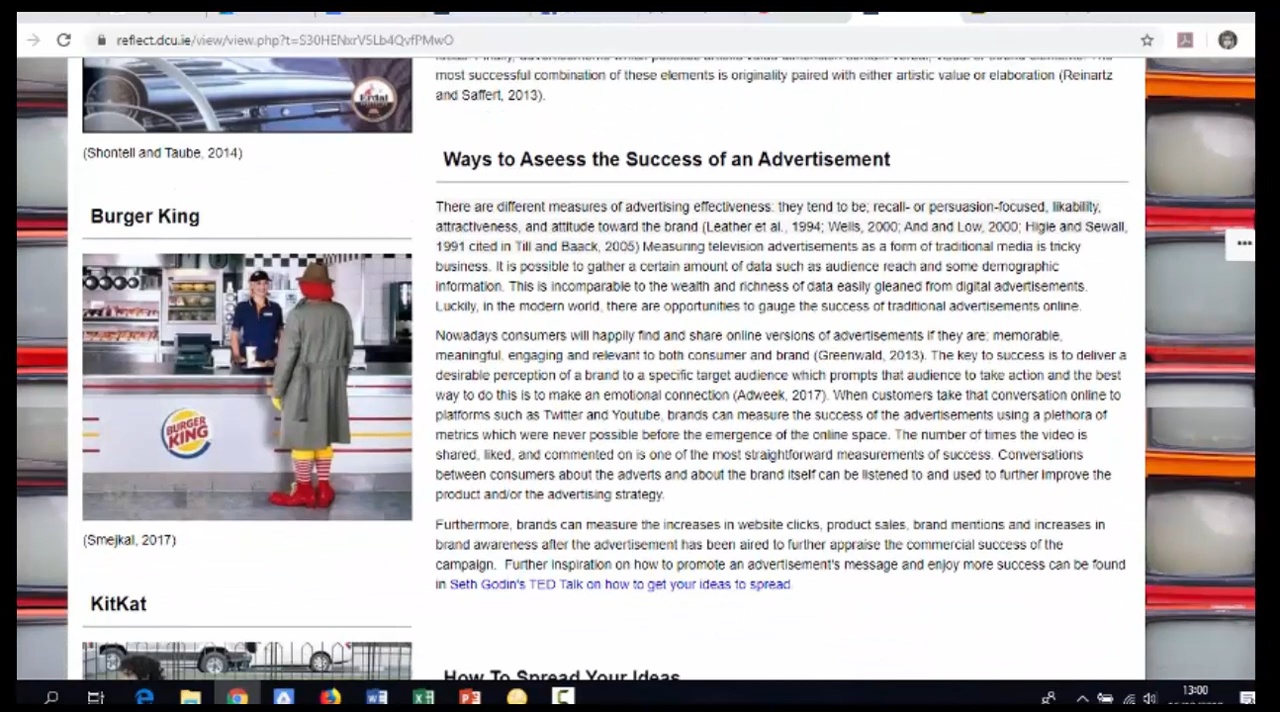 reflect.dcu.ie/view/view.php?t=S30HENxrV5Lb4QvfPMwO
most successful combination of these elements is originality paired with either artistic value or elaboration (Reinartz
and Saffert, 2013).
Erdal
(Shontell and Taube, 2014)
Burger King
BURGER
KING
(Smejkal, 2017)
KitKat
Ways to Aseess the Success of an Advertisement
There are different measures of advertising effectiveness: they tend to be; recall- or persuasion-focused, likability,
attractiveness, and attitude toward the brand (Leather et al., 1994; Wells, 2000; And and Low, 2000; Higie and Sewall,
1991 cited in Till and Baack, 2005) Measuring television advertisements as a form of traditional media is tricky
business. It is possible to gather a certain amount of data such as audience reach and some demographic
information. This is incomparable to the wealth and richness of data easily gleaned from digital advertisements.
Luckily, in the modern world, there are opportunities to gauge the success of traditional advertisements online.
Nowadays consumers will happily find and share online versions of advertisements if they are; memorable,
meaningful, engaging and relevant to both consumer and brand (Greenwald, 2013). The key to success is to deliver a
desirable perception of a brand to a specific target audience which prompts that audience to take action and the best
way to do this is to make an emotional connection (Adweek, 2017). When customers take that conversation online to
platforms such as Twitter and Youtube, brands can measure the success of the advertisements using a plethora of
metrics which were never possible before the emergence of the online space. The number of times the video is
shared, liked, and commented on is one of the most straightforward measurements of success. Conversations
between consumers about the adverts and about the brand itself can be listened to and used to further improve the
product and/or the advertising strategy.
Furthermore, brands can measure the increases in website clicks, product sales, brand mentions and increases in
brand awareness after the advertisement has been aired to further appraise the commercial success of the
campaign. Further inspiration on how to promote an advertisement's message and enjoy more success can be found
in Seth Godin's TED Talk on how to get your ideas to spread.
How To Spread Your Ideas
13:00